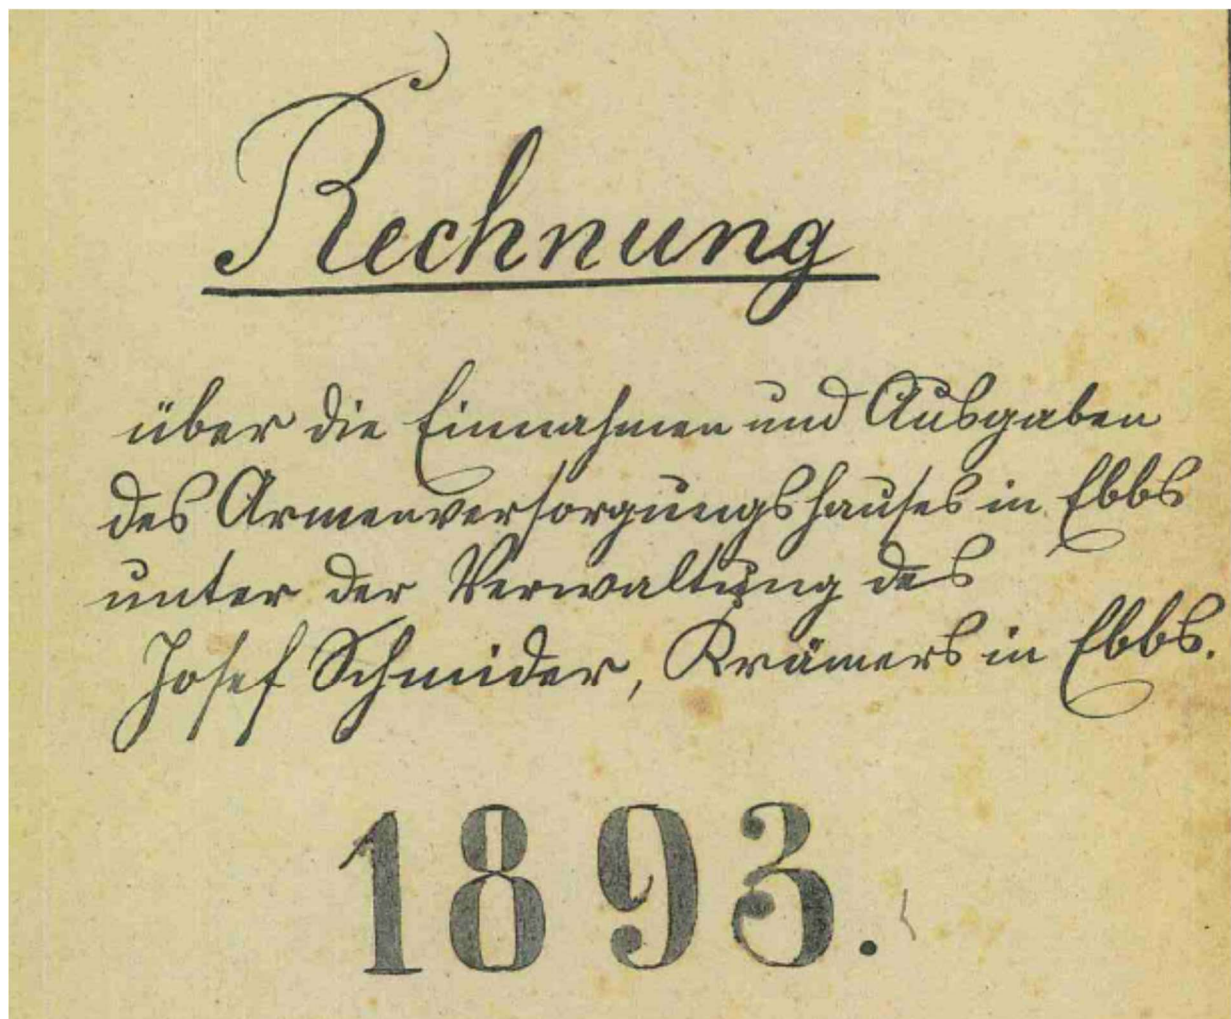 Rechnung
über die Einnahmen und Ausgaben
des Armenversorgungshauses in Ebbs
unter der Verwaltung des
Josef Schmider, Krämers in Ebbs.
1893.